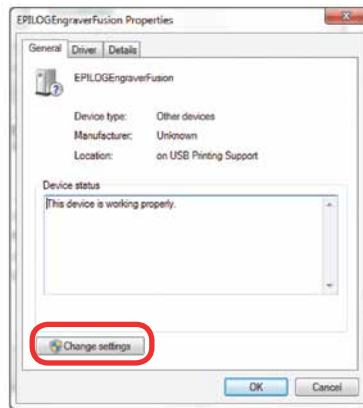 EPILOGEngraverFusion Properties
General Driver Details
EPILOGEngraverFusion
Device type: Other devices
Manufacturer: Unknown
Location: on USB Printing Support
Device status
This device is working properly.
Change settings
OK Cancel